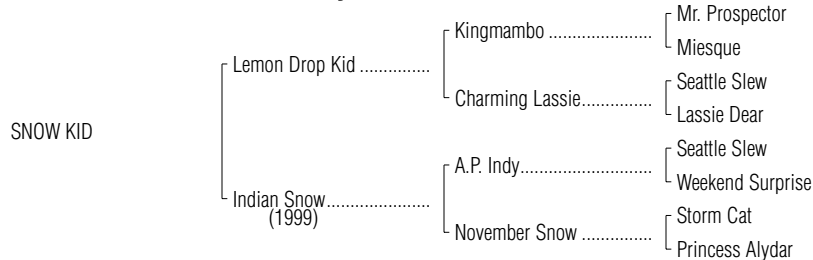 Mr. Prospector
Kingmambo ......................
Miesque
Lemon Drop Kid ...............
Seattle Slew
Charming Lassie...............
Lassie Dear
SNOW KID
Seattle Slew
A.P. Indy............................
Weekend Surprise
Indian Snow......................
(1999)
Storm Cat
November Snow ...............
Princess Alydar